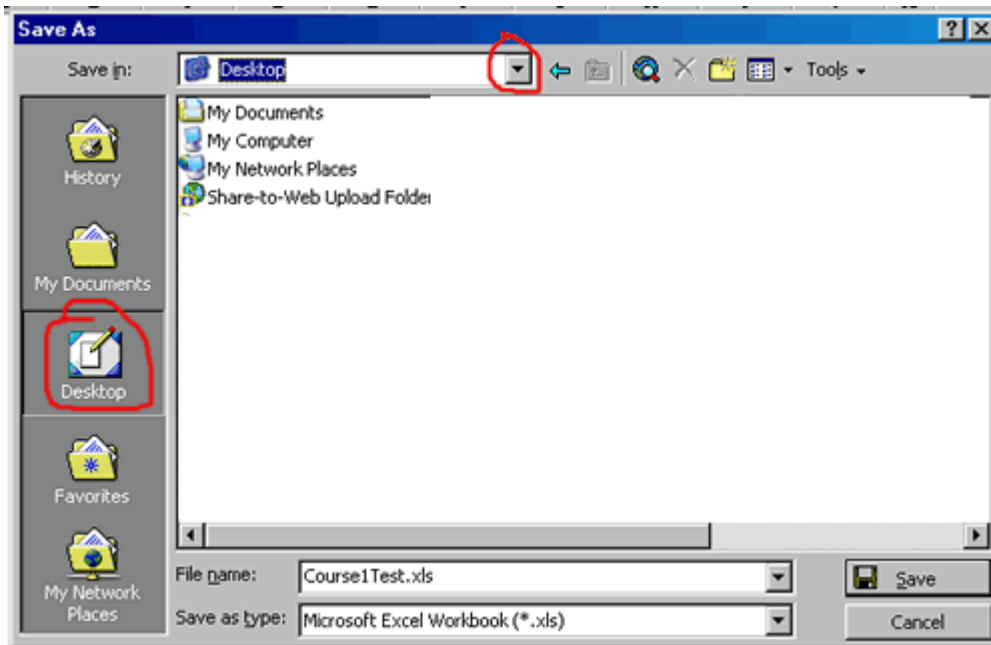 Save As
Save in: Desktop Tools
My Documents
My Computer
My Network Places
Share-to-Web Upload Folder
History
My Documents
Desktop
Favorites
My Network
Places
File name: Course1Test.xls Save
Save as type: Microsoft Excel Workbook (*.xls) Cancel